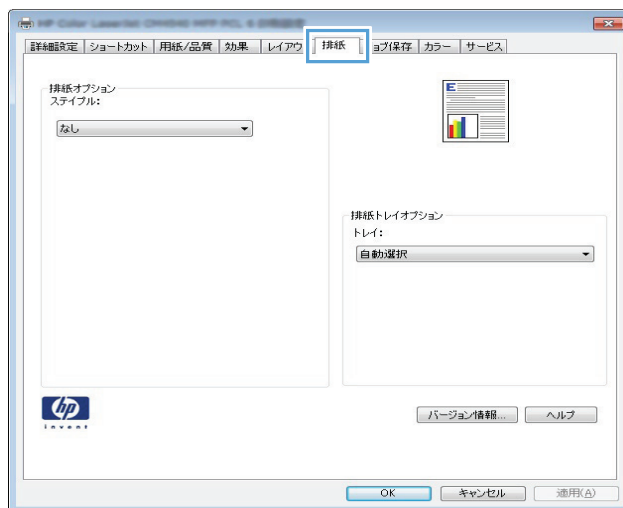 詳細設定 ショートカット 用紙/品質 効果 レイアウ 排紙 ョブ保存 カラー サービス
排紙オプション
ステイプル:
なし
E
排紙トレイオプション
トレイ:
自動選択
hp
invent
バージョン情報... ヘルプ
OK キャンセル 適用(A)